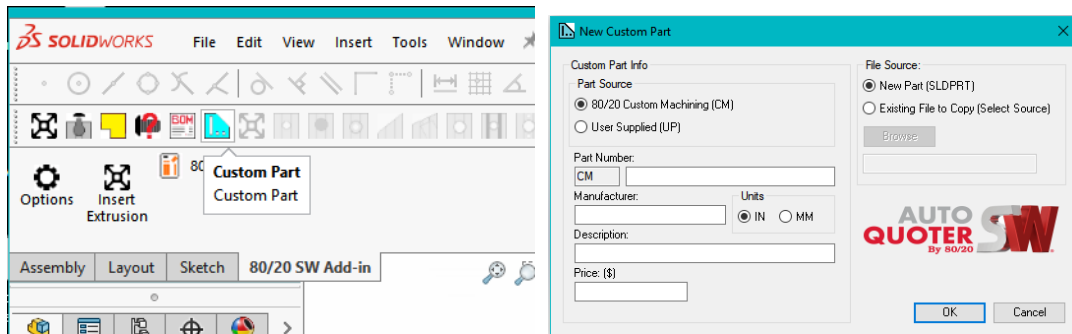 SOLIDWORKS File Edit View Insert Tools Window
BOM
80
Custom Part
Custom Part
Options
Insert
Extrusion
Assembly Layout Sketch 80/20 SW Add-in
New Custom Part
Custom Part Info
Part Source
80/20 Custom Machining (CM)
User Supplied (UP)
Part Number:
CM
Manufacturer:
Units
IN MM
Description:
Price: ($)
File Source:
New Part (SLDPRT)
Existing File to Copy (Select Source)
Browse
AUTO
QUOTER
By 80/20
SW
OK Cancel